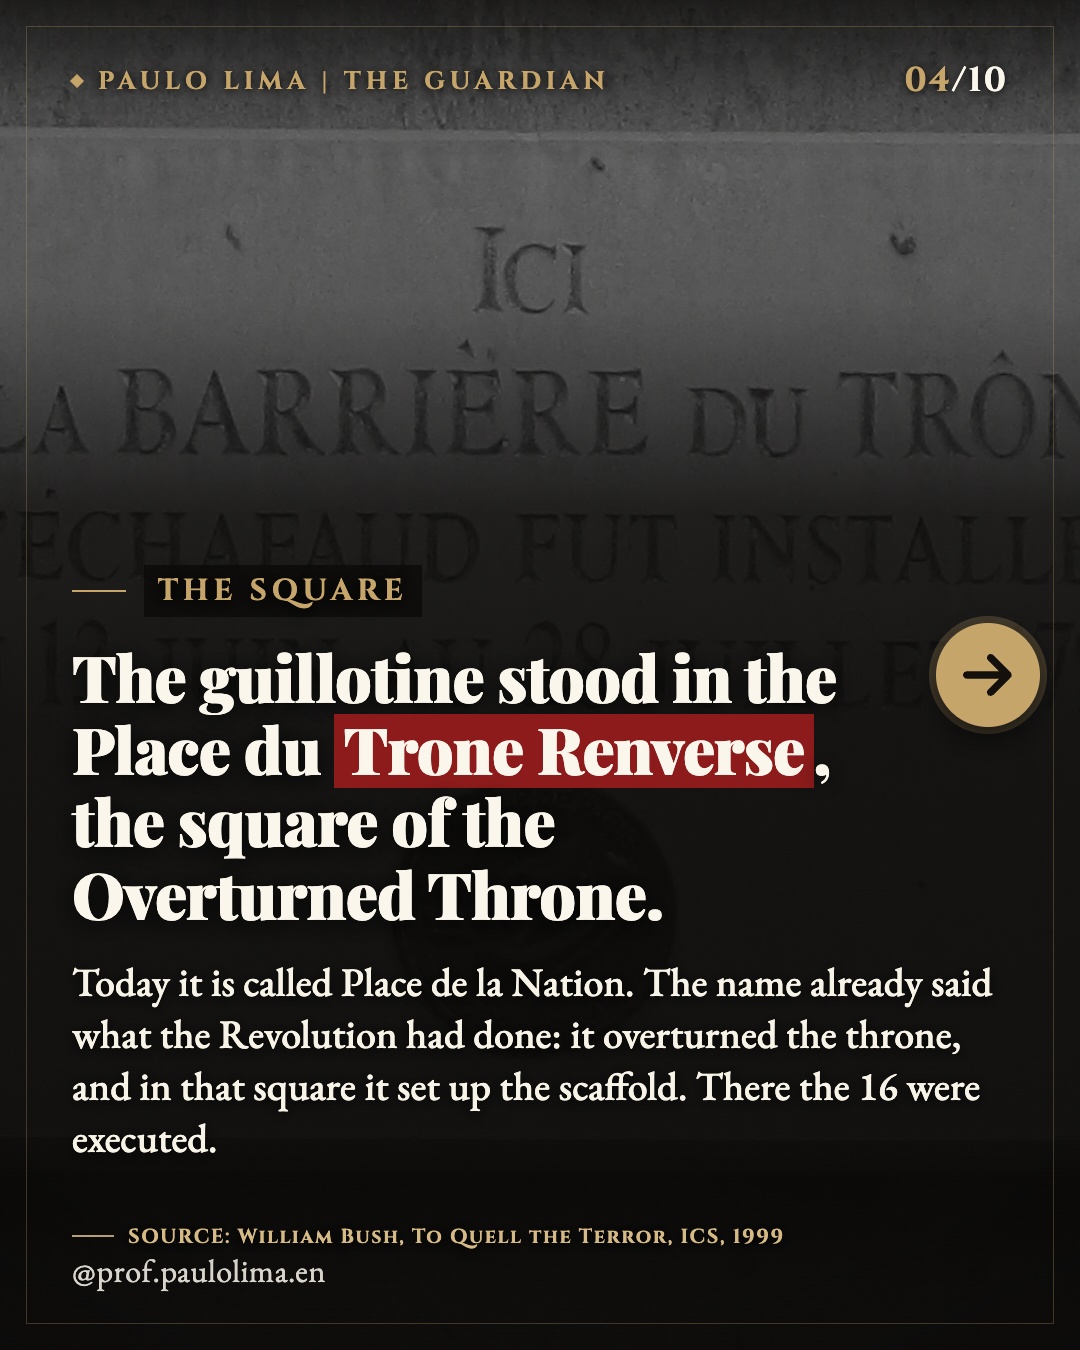 PAULO LIMA | THE GUARDIAN
04/10
ICI
LA BARRIÈRE DU TRÔN
ÉCHAFAUD FUT INSTALLÉ
THE SQUARE
The guillotine stood in the
Place du Trone Renverse,
the square of the
Overturned Throne.
Today it is called Place de la Nation. The name already said
what the Revolution had done: it overturned the throne,
and in that square it set up the scaffold. There the 16 were
executed.
SOURCE: WILLIAM BUSH, TO QUELL THE TERROR, ICS, 1999
@prof.paulolima.en